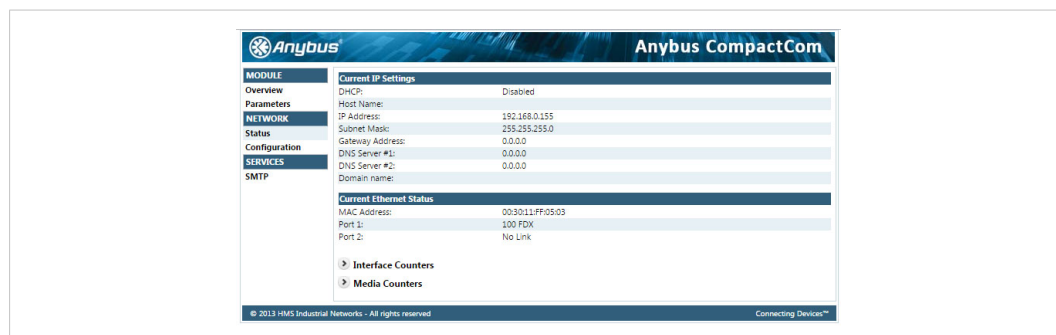 Anybus®
Anybus CompactCom
MODULE
Overview
Parameters
NETWORK
Status
Configuration
SERVICES
SMTP
Current IP Settings
DHCP: Disabled
Host Name:
IP Address: 192.168.0.155
Subnet Mask: 255.255.255.0
Gateway Address: 0.0.0.0
DNS Server #1: 0.0.0.0
DNS Server #2: 0.0.0.0
Domain name:
Current Ethernet Status
MAC Address: 00:30:11:FF:05:03
Port 1: 100 FDX
Port 2: No Link
Interface Counters
Media Counters
© 2013 HMS Industrial Networks - All rights reserved
Connecting Devices™